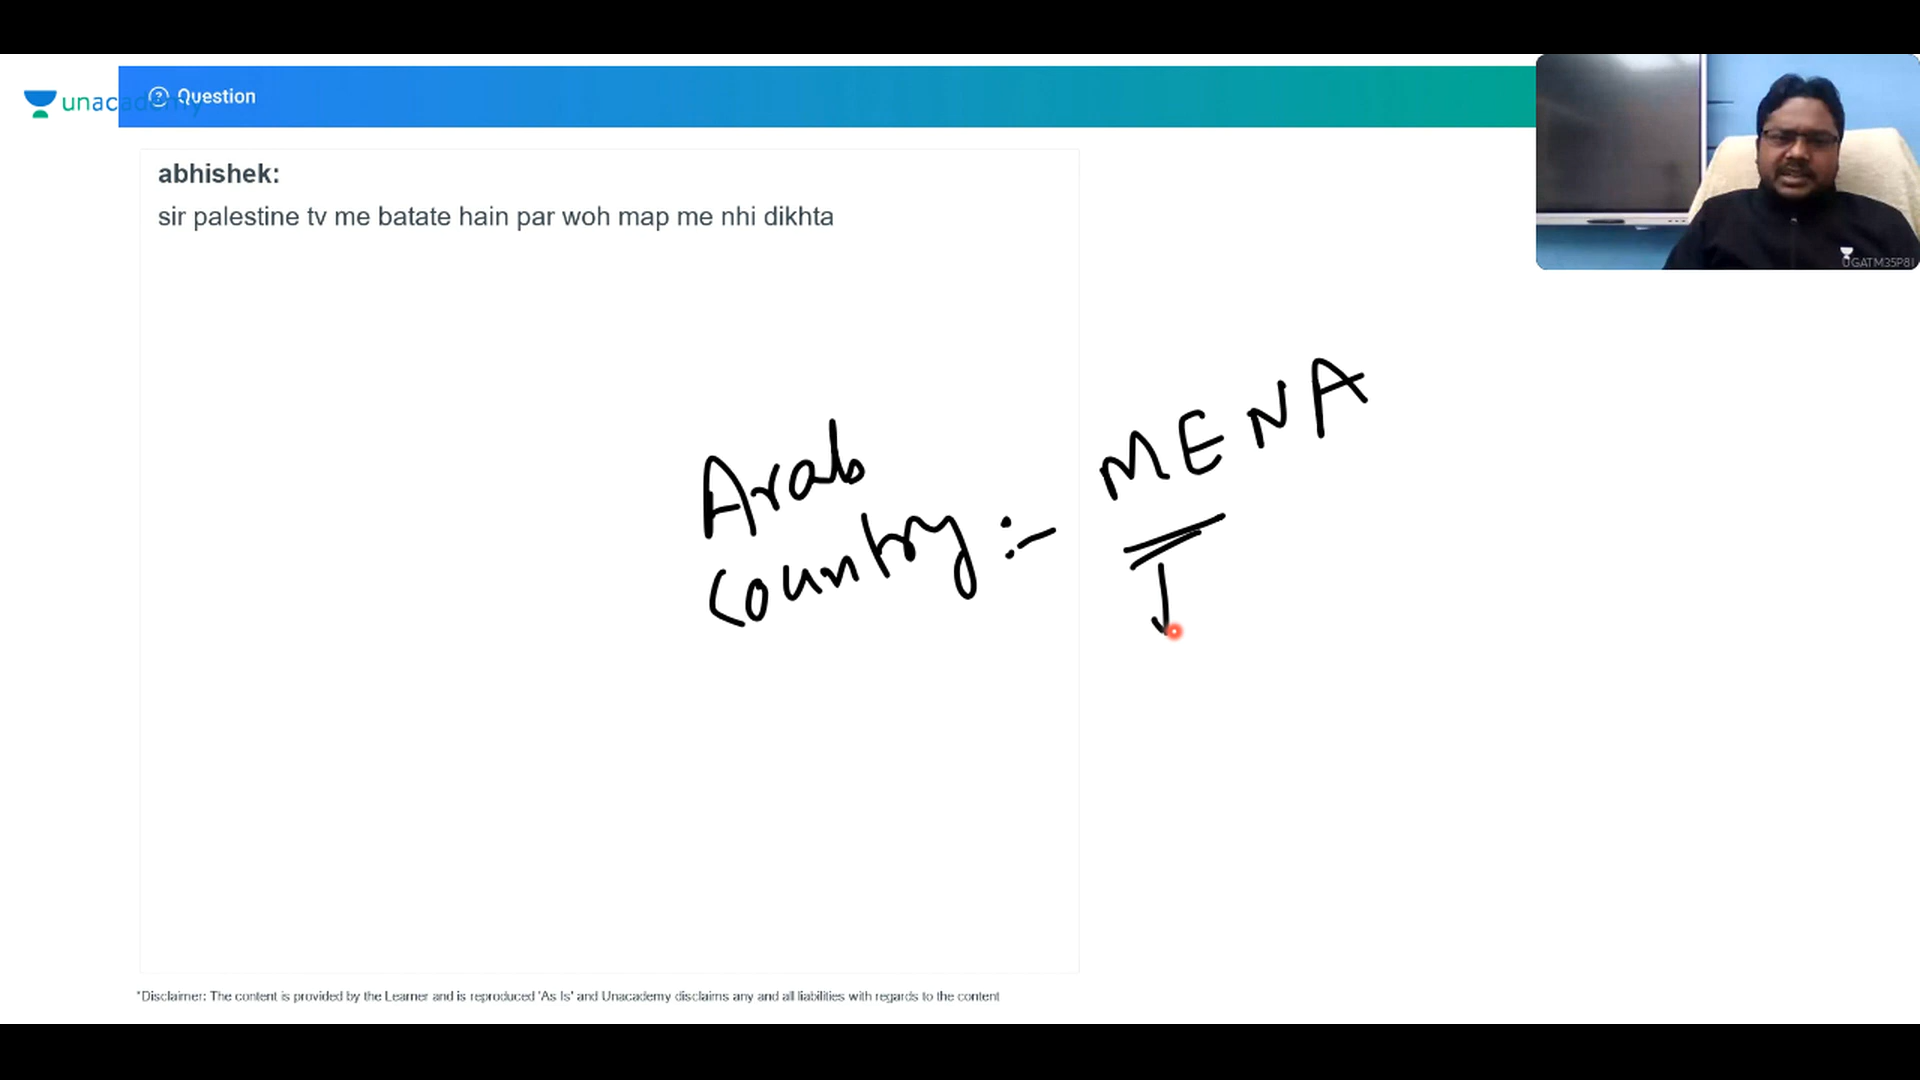 unacademy
Question
abhishek:
sir palestine tv me batate hain par woh map me nhi dikhta
Arab
Country :- MENA
*Disclaimer: The content is provided by the Learner and is reproduced 'As Is' and Unacademy disclaims any and all liabilities with regards to the content
UGATM35P8I